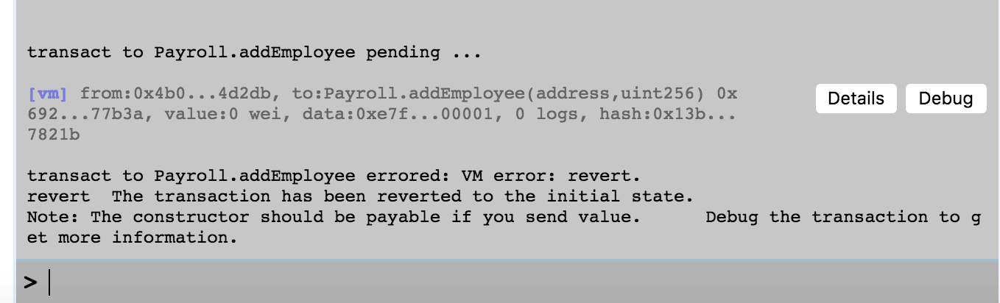 transact to Payroll.addEmployee pending ...
[vm] from:0x4b0...4d2db, to:Payroll.addEmployee(address,uint256) 0x
692...77b3a, value:0 wei, data:0xe7f...00001, 0 logs, hash:0x13b...
7821b
Details Debug
transact to Payroll.addEmployee errored: VM error: revert.
revert  The transaction has been reverted to the initial state.
Note: The constructor should be payable if you send value.      Debug the transaction to g
et more information.
>